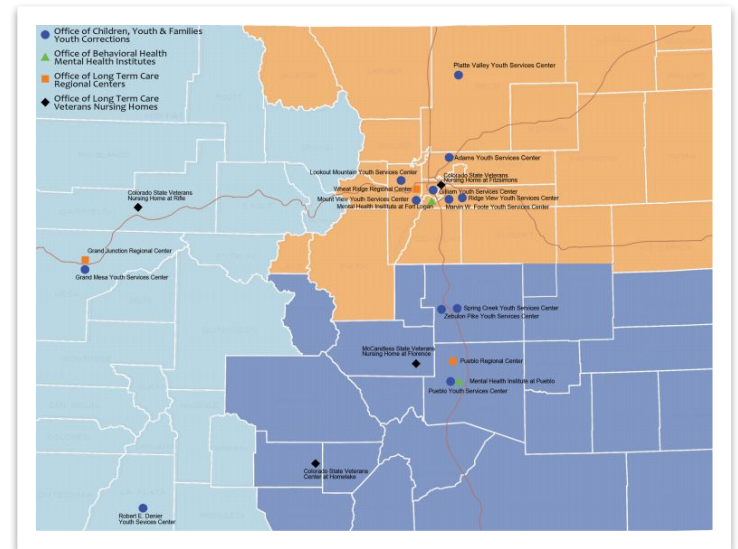 Office of Children, Youth & Families
Youth Corrections
Office of Behavioral Health
Mental Health Institutes
Office of Long Term Care
Regional Centers
Office of Long Term Care
Veterans Nursing Homes
Platte Valley Youth Services Center
Adams Youth Services Center
Lookout Mountain Youth Services Center
Colorado State Veterans
Nursing Home at Fitzsimons
Wheat Ridge Regional Center
Gilliam Youth Services Center
Mount View Youth Services Center
Ridge View Youth Services Center
Mental Health Institute at Fort Logan
Marvin W. Foote Youth Services Center
Colorado State Veterans
Nursing Home at Rifle
Grand Junction Regional Center
Grand Mesa Youth Services Center
Spring Creek Youth Services Center
Zebulon Pike Youth Services Center
McCandless State Veterans
Nursing Home at Florence
Pueblo Regional Center
Mental Health Institute at Pueblo
Pueblo Youth Services Center
Colorado State Veterans
Center at Homelake
Robert E. Denier
Youth Services Center